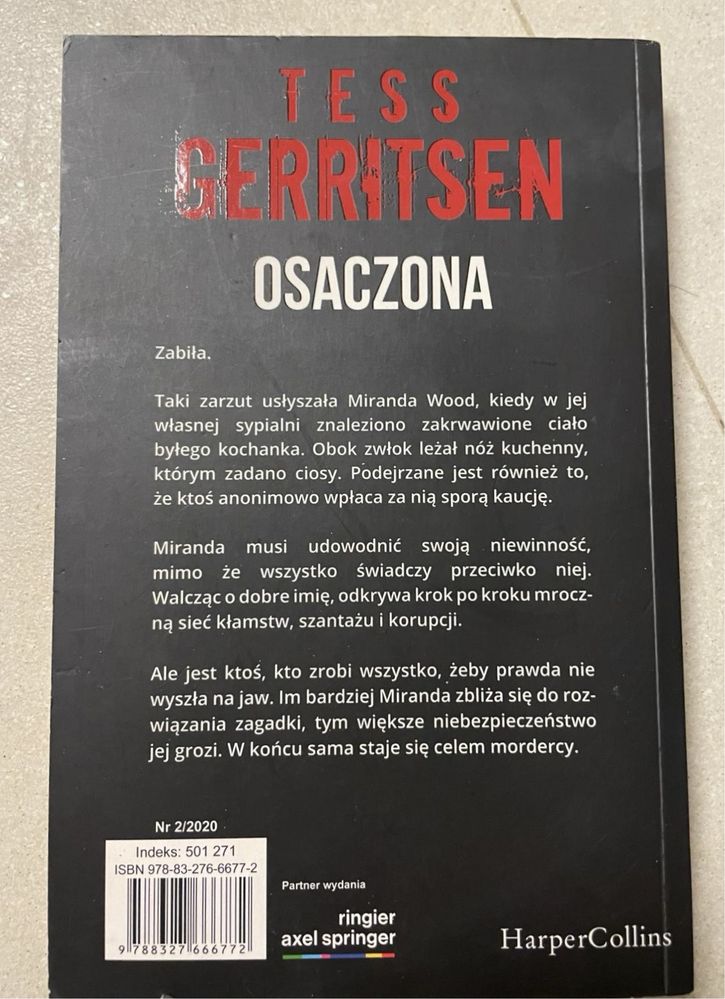 TESS
GERRITSEN
OSACZONA
Zabiła.
Taki zarzut usłyszała Miranda Wood, kiedy w jej
własnej sypialni znaleziono zakrwawione ciało
byłego kochanka. Obok zwłok leżał nóż kuchenny,
którym zadano ciosy. Podejrzane jest również to,
że ktoś anonimowo wpłaca za nią sporą kaucję.
Miranda musi udowodnić swoją niewinność,
mimo że wszystko świadczy przeciwko niej.
Walcząc o dobre imię, odkrywa krok po kroku mrocz-
ną sieć kłamstw, szantażu i korupcji.
Ale jest ktoś, kto zrobi wszystko, żeby prawda nie
wyszła na jaw. Im bardziej Miranda zbliża się do roz-
wiązania zagadki, tym większe niebezpieczeństwo
jej grozi. W końcu sama staje się celem mordercy.
Nr 2/2020
Indeks: 501 271
ISBN 978-83-276-6677-2
9 788327 666772
Partner wydania
ringier
axel springer
HarperCollins